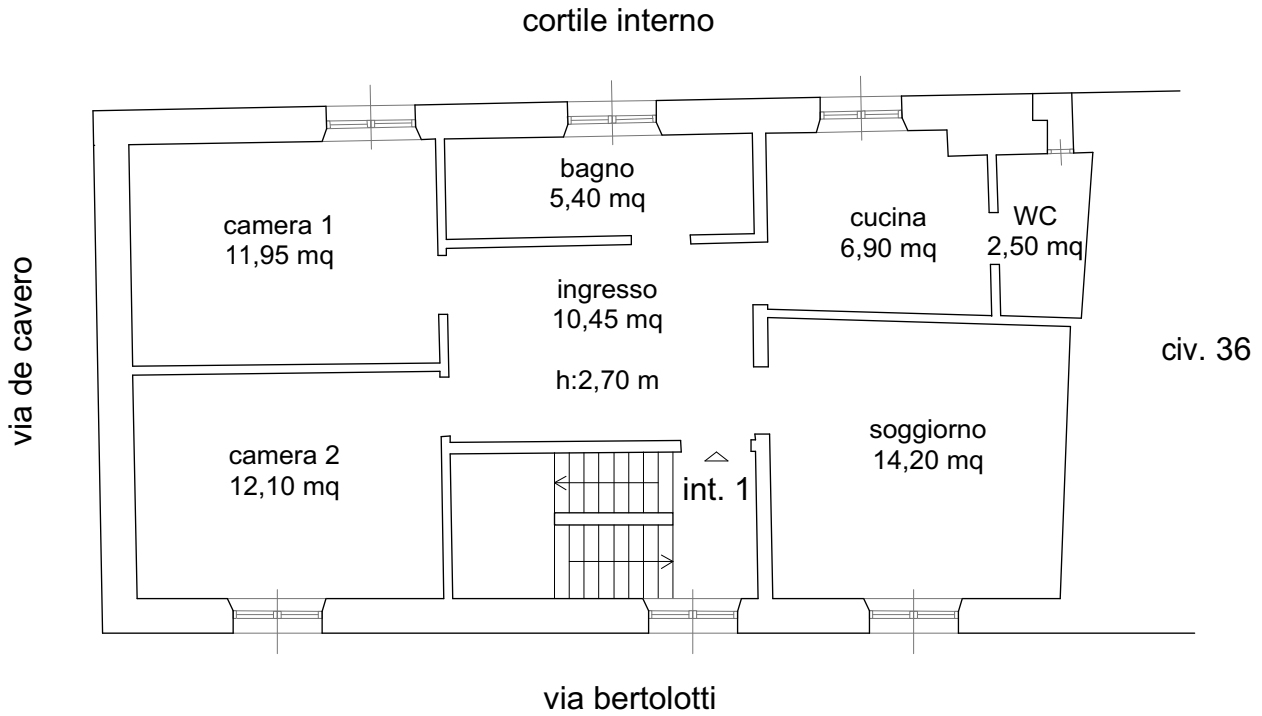 cortile interno
bagno
5,40 mq
camera 1
11,95 mq
cucina
6,90 mq
WC
2,50 mq
ingresso
10,45 mq
h:2,70 m
via de cavero
civ. 36
camera 2
12,10 mq
soggiorno
14,20 mq
int. 1
via bertolotti